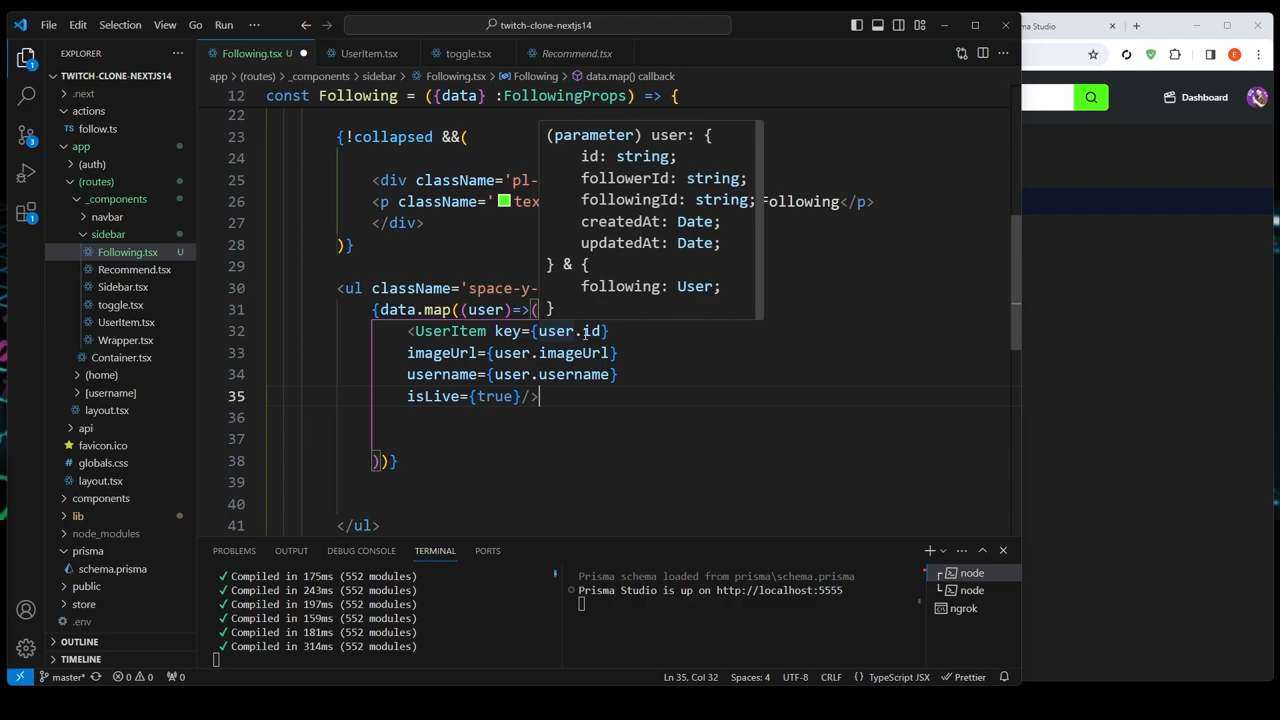 File Edit Selection View Go Run ··· twitch-clone-nextjs14
sma Studio
EXPLORER ···
Following.tsx U UserItem.tsx toggle.tsx Recommend.tsx
TWITCH-CLONE-NEXTJS14
.next
actions
follow.ts
app
(auth)
(routes)
_components
navbar
sidebar
Following.tsx U
Recommend.tsx
Sidebar.tsx
toggle.tsx
UserItem.tsx
Wrapper.tsx
Container.tsx
(home)
[username]
layout.tsx
api
favicon.ico
globals.css
layout.tsx
components
lib
node_modules
prisma
schema.prisma
public
store
.env
OUTLINE
TIMELINE
app > (routes) > _components > sidebar > Following.tsx > Following > data.map() callback
12 const Following = ({data} :FollowingProps) => {
22
23 {!collapsed &&(
24
25 <div className='pl-
26 <p className=' tex Following</p>
27 </div>
28 )}
29
30 <ul className='space-y-
31 {data.map((user)=>(
32 <UserItem key={user.id}
33 imageUrl={user.imageUrl}
34 username={user.username}
35 isLive={true}/>
36
37
38 ))}
39
40
41 </ul>
(parameter) user: {
id: string;
followerId: string;
followingId: string;
createdAt: Date;
updatedAt: Date;
} & {
following: User;
}
PROBLEMS OUTPUT DEBUG CONSOLE TERMINAL PORTS
✓ Compiled in 175ms (552 modules)
✓ Compiled in 243ms (552 modules)
✓ Compiled in 197ms (552 modules)
✓ Compiled in 159ms (552 modules)
✓ Compiled in 181ms (552 modules)
✓ Compiled in 314ms (552 modules)
Prisma schema loaded from prisma\schema.prisma
Prisma Studio is up on http://localhost:5555
node
node
ngrok
master* 0 0 0 Ln 35, Col 32 Spaces: 4 UTF-8 CRLF {} TypeScript JSX Prettier
E
Dashboard